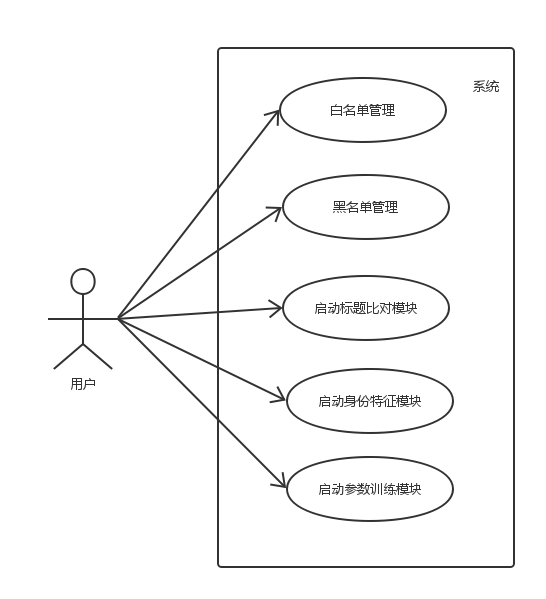 系统
白名单管理
黑名单管理
启动标题比对模块
启动身份特征模块
用户
启动参数训练模块